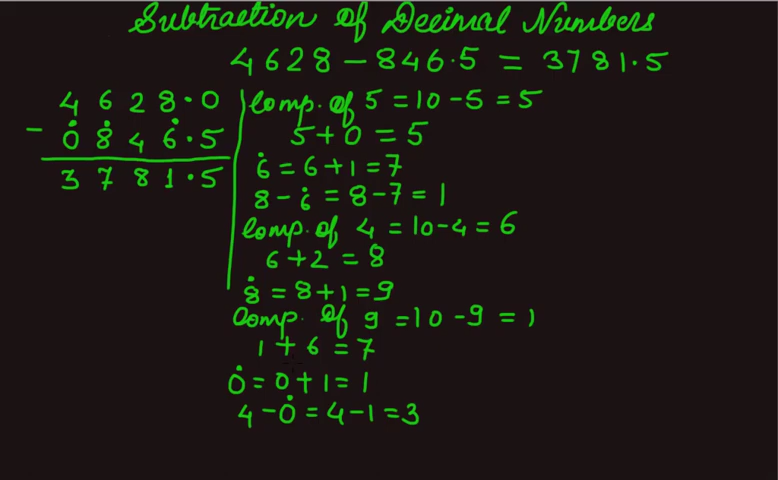 Subtraction of Decimal Numbers
4628 - 846.5 = 3781.5
4 6 2 8 . 0
- 0̇ 8̇ 4 6̇ . 5
3 7 8 1 . 5
Comp. of 5 = 10 - 5 = 5
5 + 0 = 5
6̇ = 6 + 1 = 7
8 - 6̇ = 8 - 7 = 1
Comp. of 4 = 10 - 4 = 6
6 + 2 = 8
8̇ = 8 + 1 = 9
Comp. of 9 = 10 - 9 = 1
1 + 6 = 7
0̇ = 0 + 1 = 1
4 - 0̇ = 4 - 1 = 3